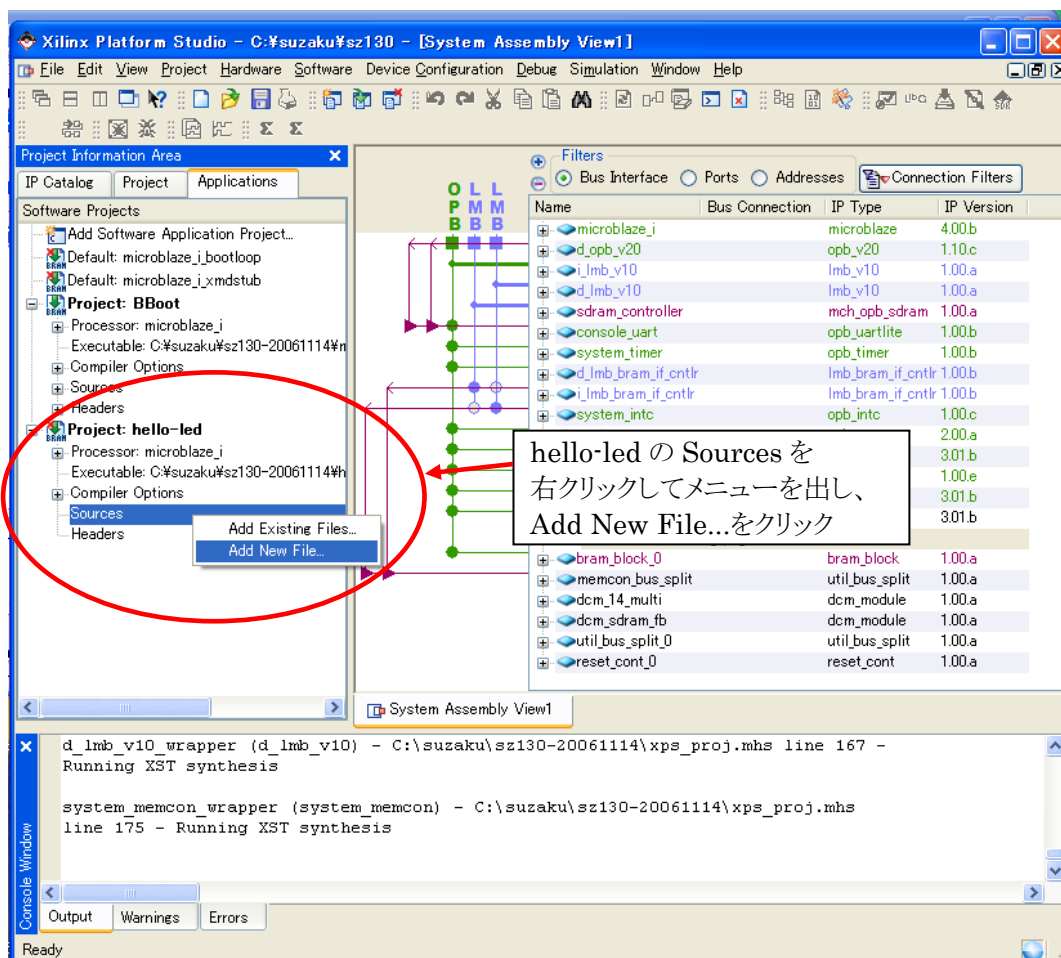 Xilinx Platform Studio - C:¥suzaku¥sz130 - [System Assembly View1]
File Edit View Project Hardware Software Device Configuration Debug Simulation Window Help
Project Information Area
IP Catalog Project Applications
Software Projects
Add Software Application Project...
Default: microblaze_i_bootloop
Default: microblaze_i_xmdstub
Project: BBoot
Processor: microblaze_i
Executable: C:¥suzaku¥sz130-20061114¥
Compiler Options
Sources
Headers
Project: hello-led
Processor: microblaze_i
Executable: C:¥suzaku¥sz130-20061114¥h
Compiler Options
Sources
Headers
Add Existing Files...
Add New File...
OPB LMB LMB
Filters
Bus Interface Ports Addresses Connection Filters
Name Bus Connection IP Type IP Version
microblaze_i microblaze 4.00.b
d_opb_v20 opb_v20 1.10.c
i_lmb_v10 lmb_v10 1.00.a
d_lmb_v10 lmb_v10 1.00.a
sdram_controller mch_opb_sdram 1.00.a
console_uart opb_uartlite 1.00.b
system_timer opb_timer 1.00.b
d_lmb_bram_if_cntlr lmb_bram_if_cntlr 1.00.b
i_lmb_bram_if_cntlr lmb_bram_if_cntlr 1.00.b
system_intc opb_intc 1.00.c
2.00.a
3.01.b
1.00.e
3.01.b
3.01.b
hello-led の Sources を
右クリックしてメニューを出し、
Add New File...をクリック
bram_block_0 bram_block 1.00.a
memcon_bus_split util_bus_split 1.00.a
dcm_14_multi dcm_module 1.00.a
dcm_sdram_fb dcm_module 1.00.a
util_bus_split_0 util_bus_split 1.00.a
reset_cont_0 reset_cont 1.00.a
System Assembly View1
d_lmb_v10_wrapper (d_lmb_v10) - C:\suzaku\sz130-20061114\xps_proj.mhs line 167 -
Running XST synthesis
system_memcon_wrapper (system_memcon) - C:\suzaku\sz130-20061114\xps_proj.mhs
line 175 - Running XST synthesis
Console Window
Output Warnings Errors
Ready